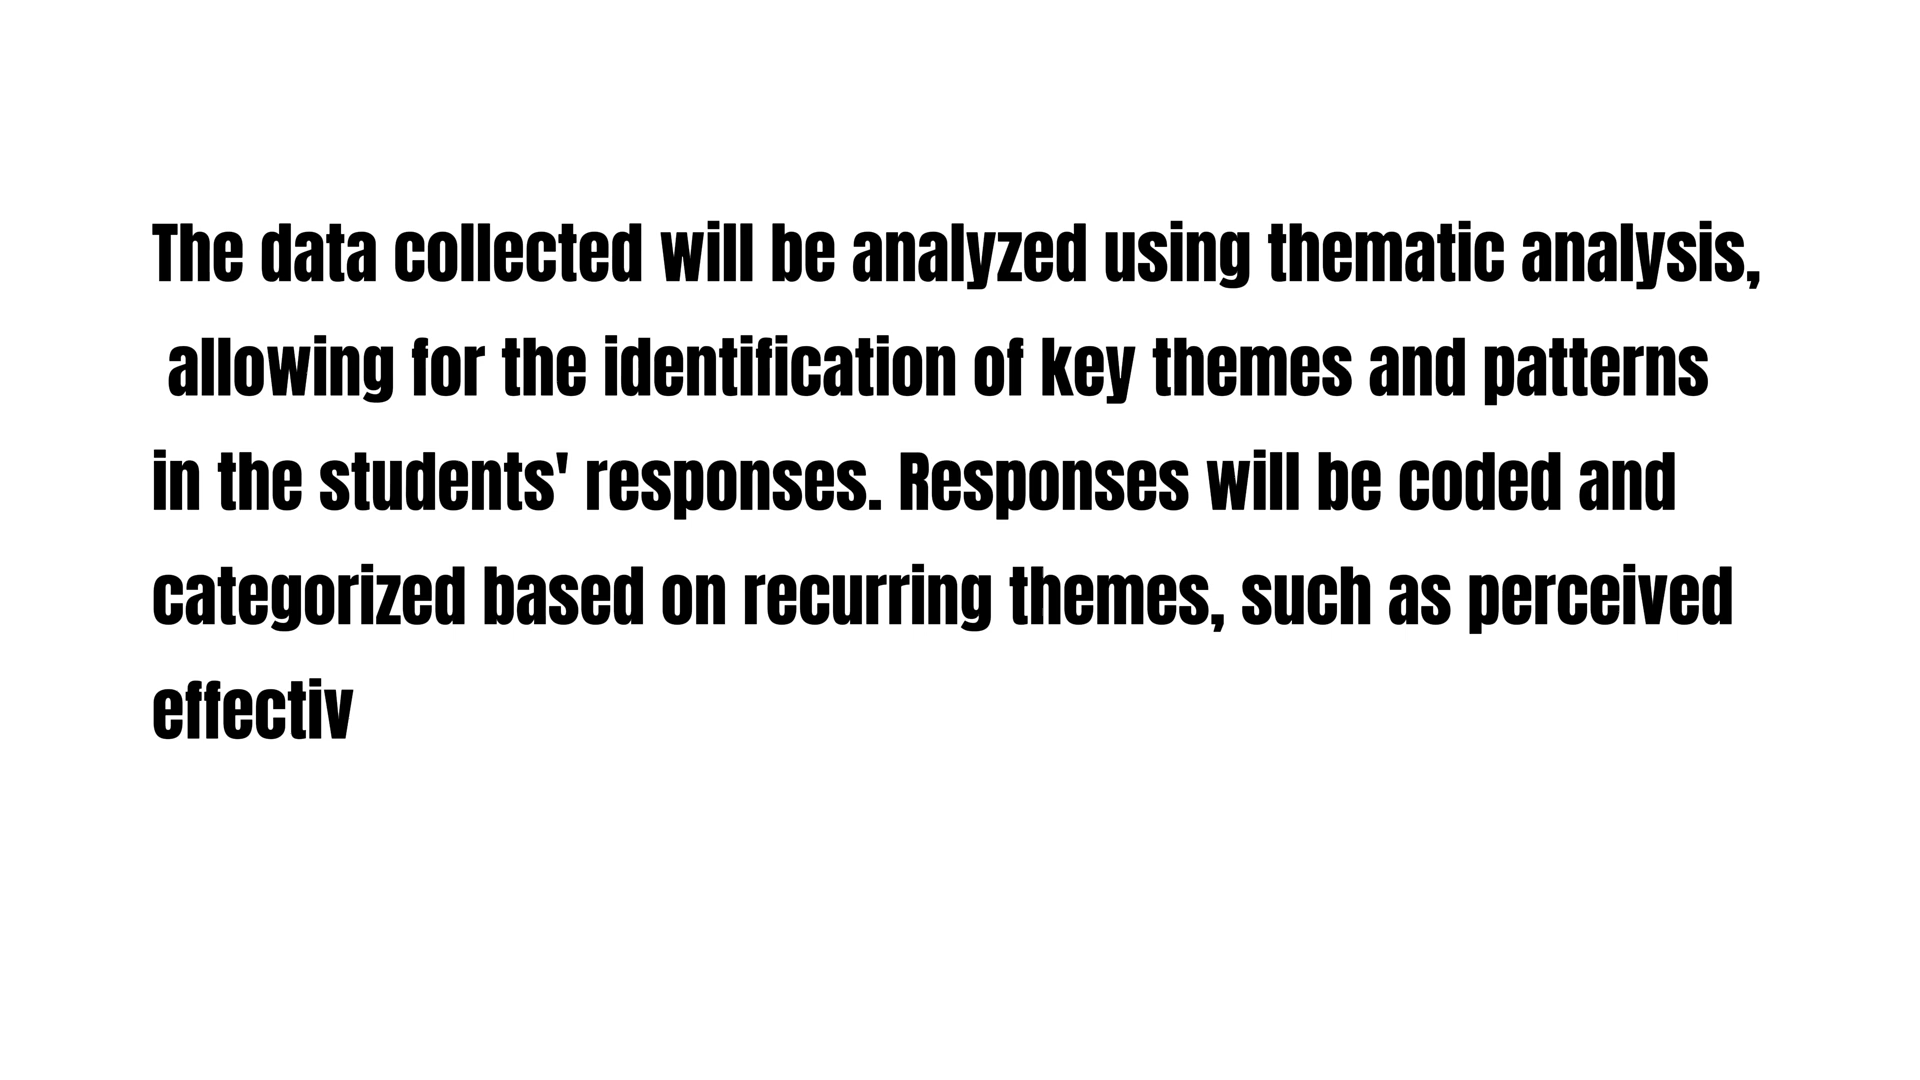 The data collected will be analyzed using thematic analysis,
allowing for the identification of key themes and patterns
in the students' responses. Responses will be coded and
categorized based on recurring themes, such as perceived
effectiv